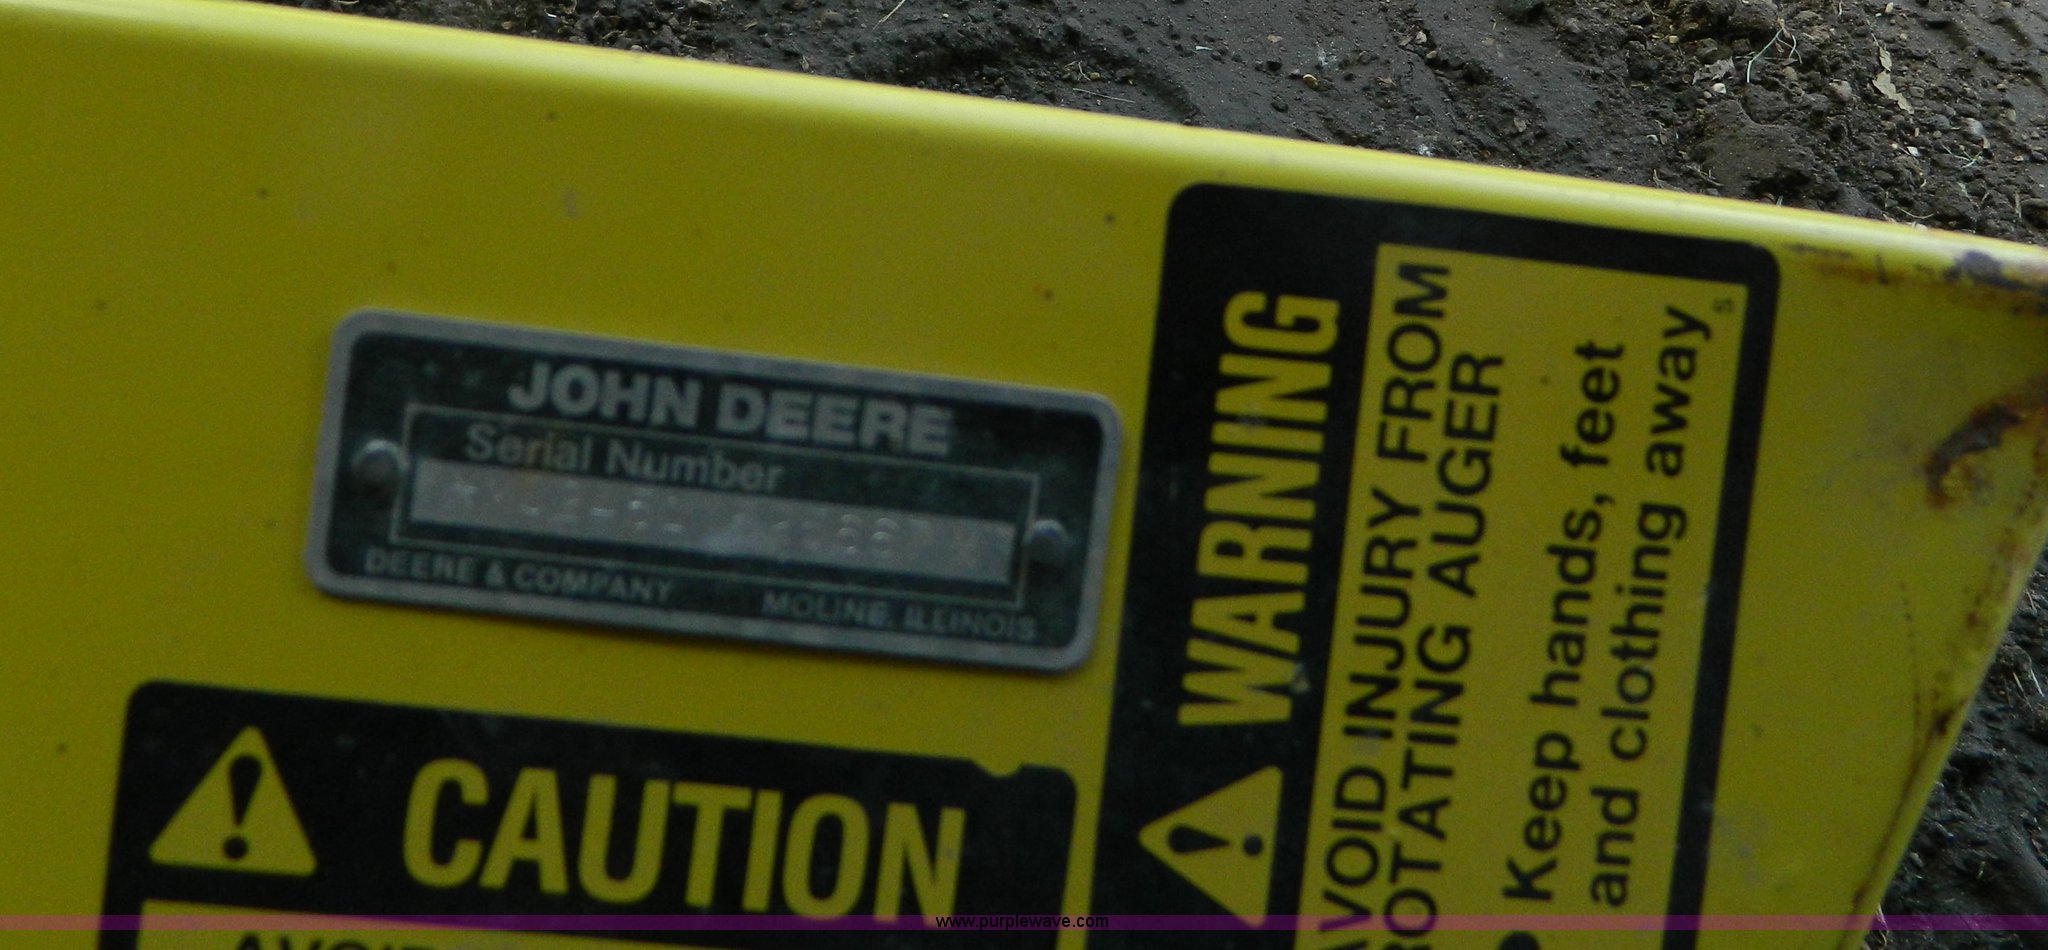 JOHN DEERE
Serial Number
DEERE & COMPANY MOLINE, ILLINOIS
CAUTION
WARNING
AVOID INJURY FROM
ROTATING AUGER
• Keep hands, feet
and clothing away
www.purplewave.com